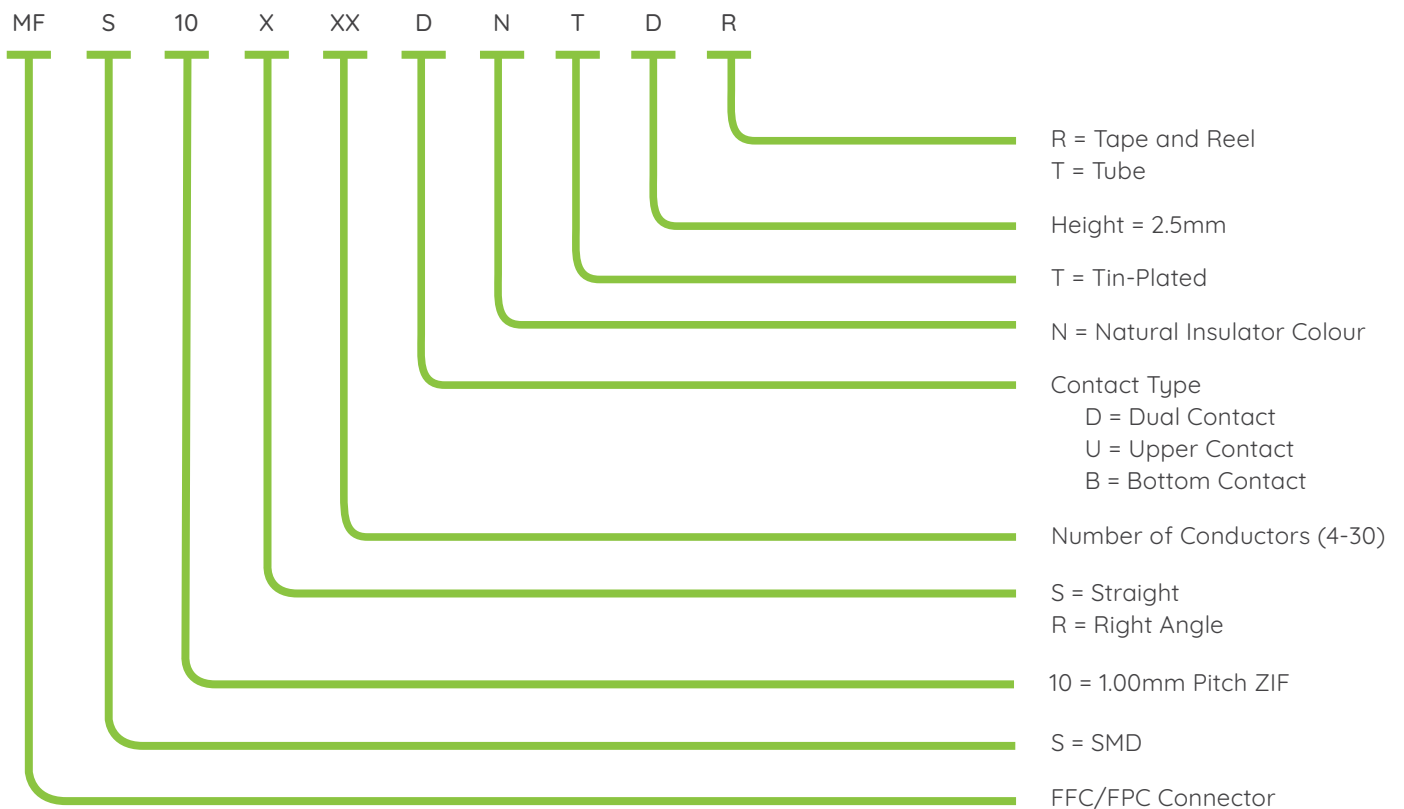 MF S 10 X XX D N T D R
R = Tape and Reel
T = Tube
Height = 2.5mm
T = Tin-Plated
N = Natural Insulator Colour
Contact Type
D = Dual Contact
U = Upper Contact
B = Bottom Contact
Number of Conductors (4-30)
S = Straight
R = Right Angle
10 = 1.00mm Pitch ZIF
S = SMD
FFC/FPC Connector